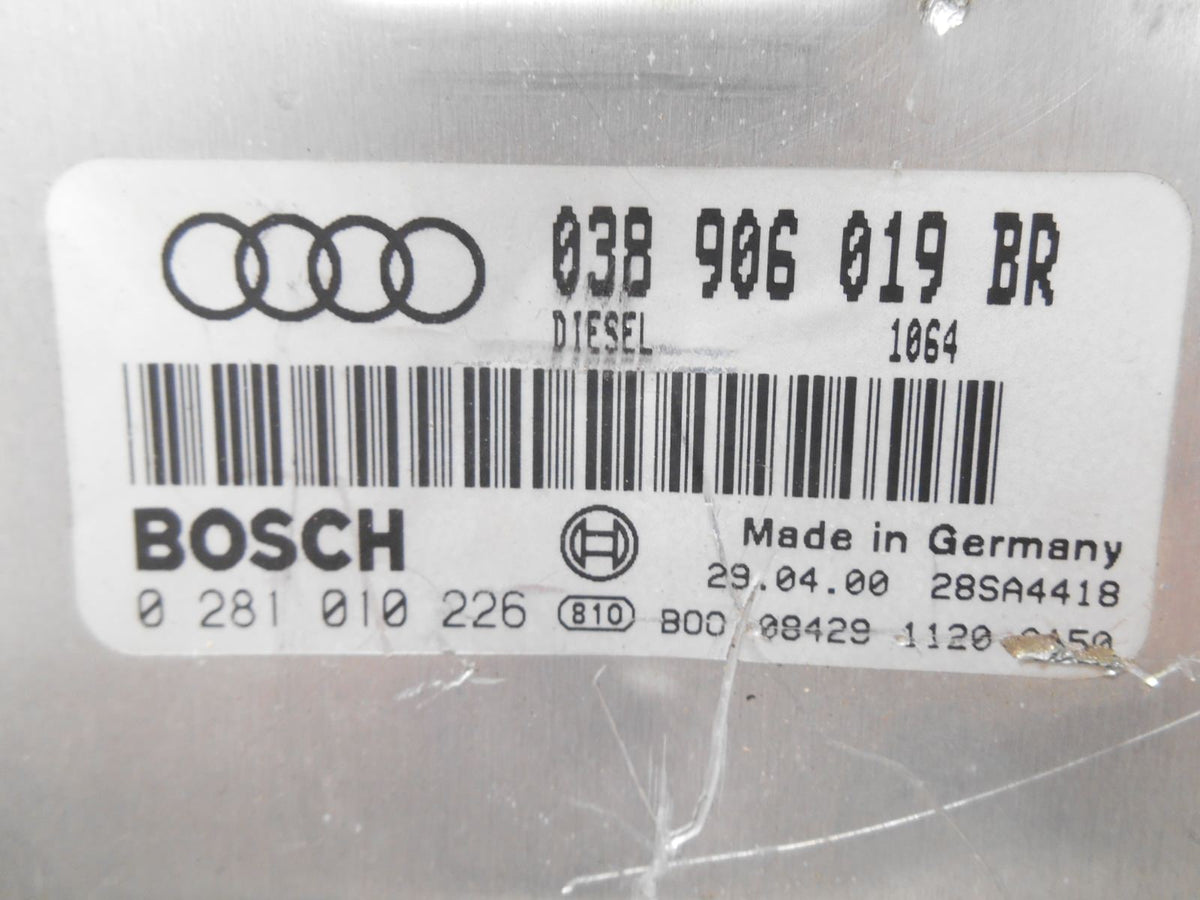 038 906 019 BR
DIESEL 1064
BOSCH
Made in Germany
29.04.00 28SA4418
0 281 010 226 810 B00 08429 1120